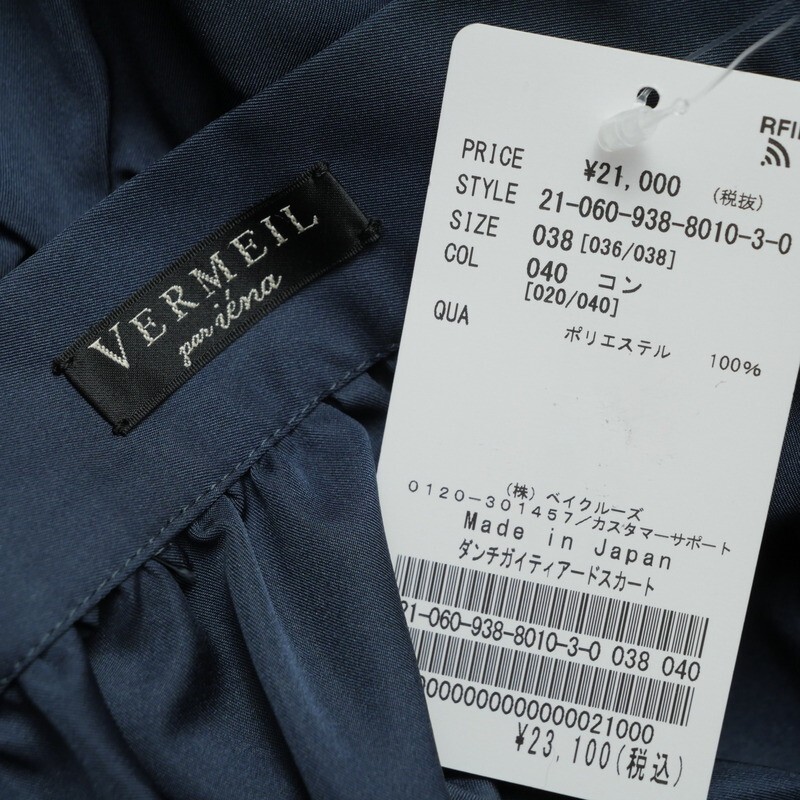 VERMEIL
par iéna
RFI
PRICE ¥21,000 (税抜)
STYLE 21-060-938-8010-3-0
SIZE 038 [036/038]
COL 040 コン
[020/040]
QUA ポリエステル 100%
(株) ベイクルーズ
0120-301457/カスタマーサポート
Made in Japan
ダンチガイティアードスカート
21-060-938-8010-3-0 038 040
0000000000000021000
¥23,100(税込)